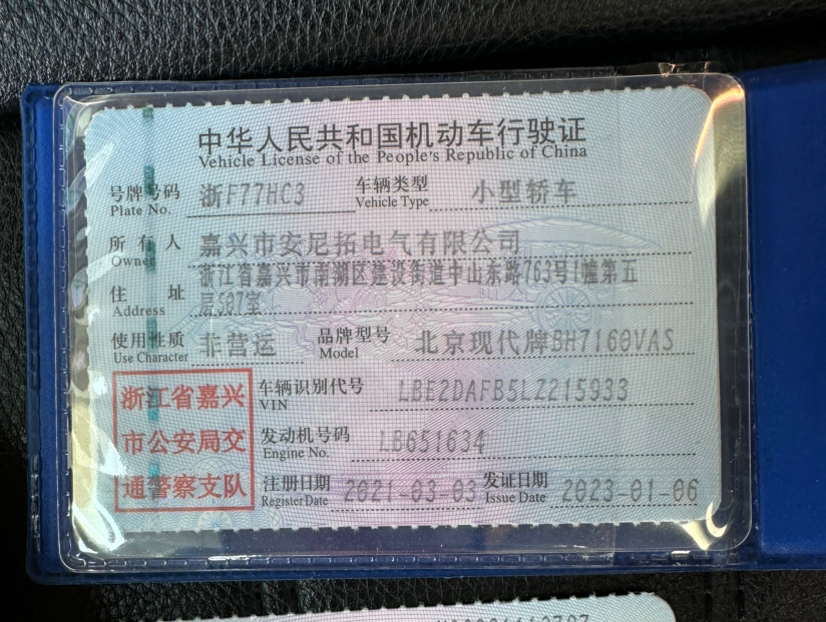 中华人民共和国机动车行驶证
Vehicle License of the People's Republic of China
号牌号码 浙F77HC3 车辆类型 小型轿车
Plate No. Vehicle Type
所有人 嘉兴市安尼拓电气有限公司
Owner
浙江省嘉兴市南湖区建设街道中山东路763号1幢第五
住址 层507室
Address
使用性质 非营运 品牌型号 北京现代牌BH7160VAS
Use Character Model
浙江省嘉兴 车辆识别代号 LBE2DAFB5LZ215933
VIN
市公安局交 发动机号码 LB651634
Engine No.
通警察支队 注册日期 2021-03-03 发证日期 2023-01-06
Register Date Issue Date